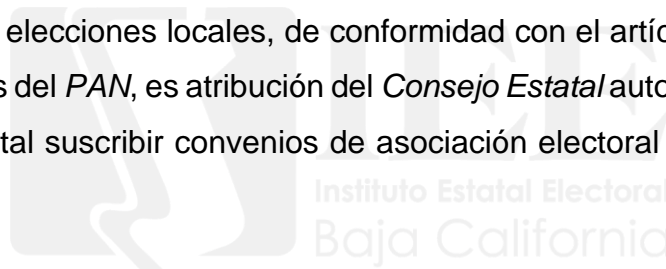 elecciones locales, de conformidad con el artíc
s del PAN, es atribución del Consejo Estatal auto
tal suscribir convenios de asociación electoral
IEE
Instituto Estatal Electoral
Baja California